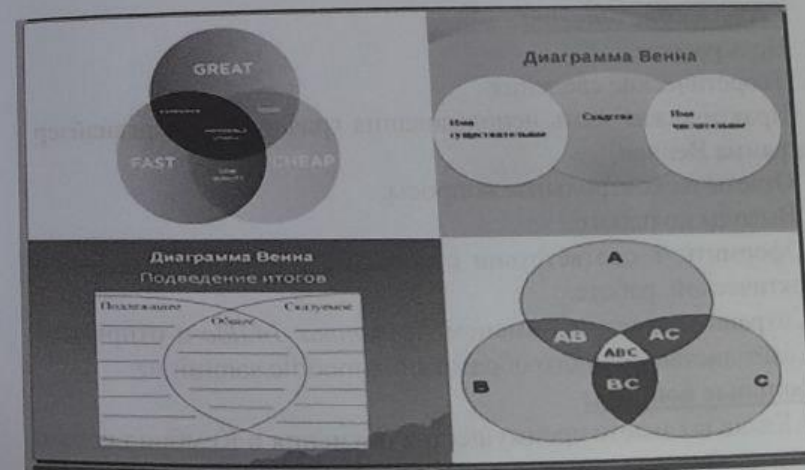 GREAT
FAST
CHEAP
Диаграмма Венна
Имя
существительное
Сходства
Имя
числительное
Диаграмма Венна
Подведение итогов
Подлежащее
Общее
Сказуемое
A
AB
AC
ABC
B
BC
C